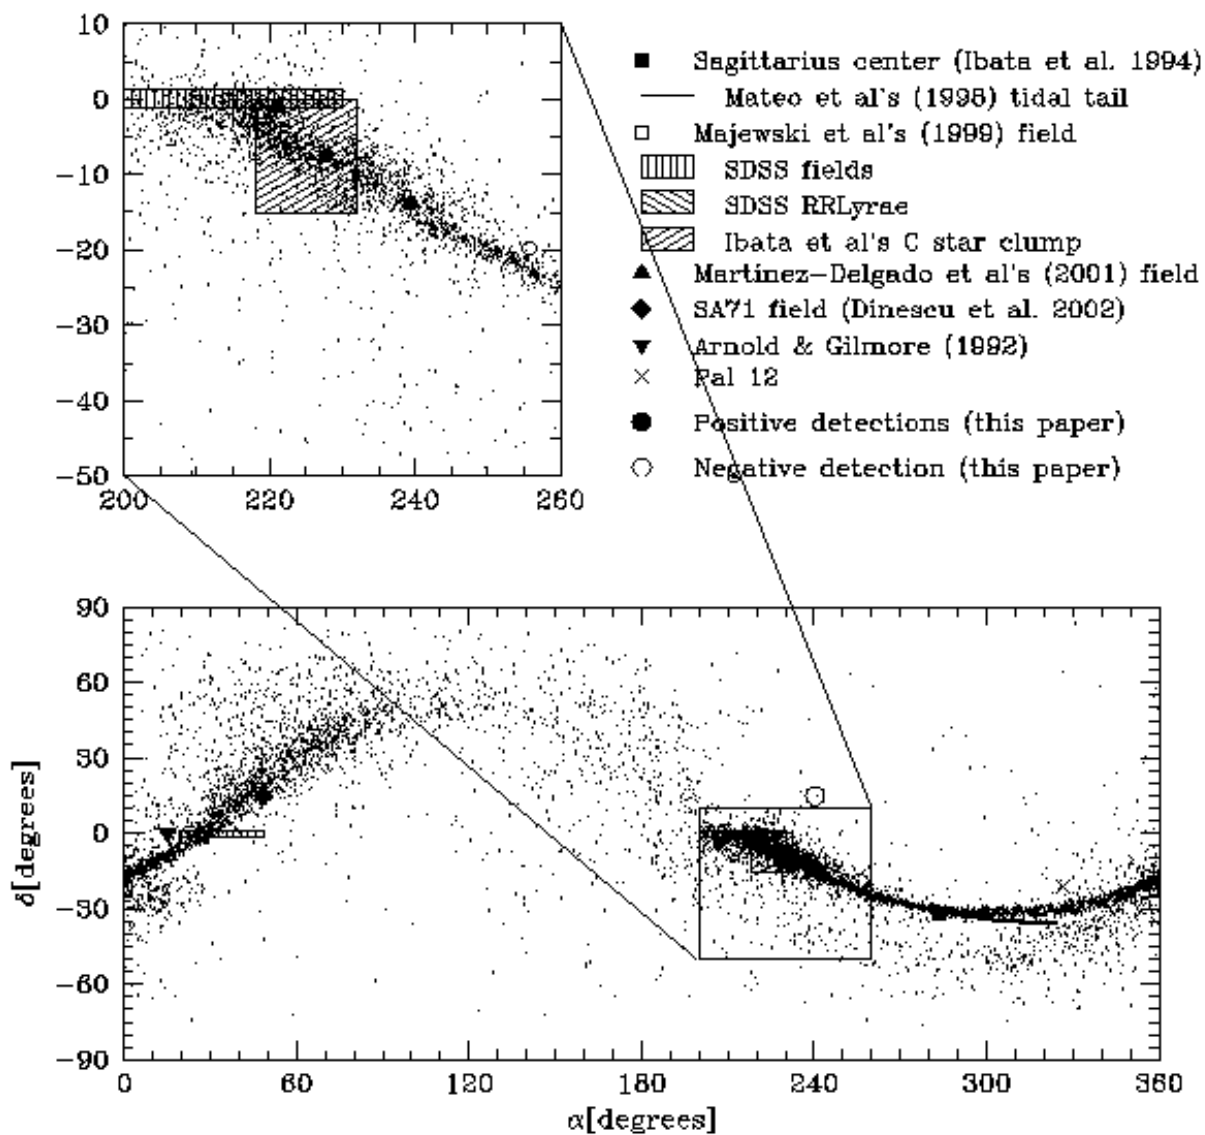 10
0
−10
−20
−30
−40
−50
200 220 240 260
Sagittarius center (Ibata et al. 1994)
Mateo et al's (1998) tidal tail
Majewski et al's (1999) field
SDSS fields
SDSS RRLyrae
Ibata et al's C star clump
Martinez−Delgado et al's (2001) field
SA71 field (Dinescu et al. 2002)
Arnold & Gilmore (1992)
Pal 12
Positive detections (this paper)
Negative detection (this paper)
90
60
30
0
−30
−60
−90
δ[degrees]
0 60 120 180 240 300 360
α[degrees]